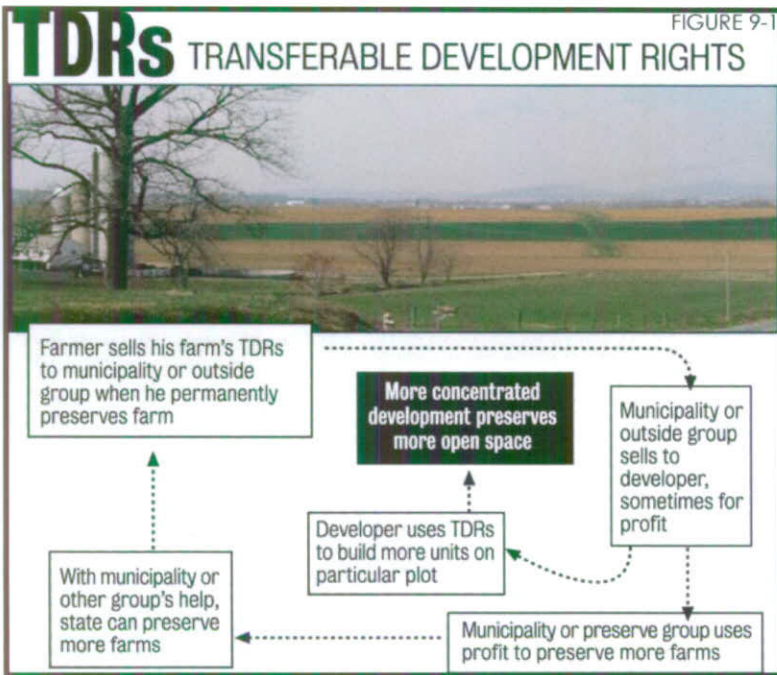 FIGURE 9-1
TDRs TRANSFERABLE DEVELOPMENT RIGHTS
Farmer sells his farm's TDRs
to municipality or outside
group when he permanently
preserves farm
More concentrated
development preserves
more open space
Municipality or
outside group
sells to
developer,
sometimes for
profit
Developer uses TDRs
to build more units on
particular plot
With municipality or
other group's help,
state can preserve
more farms
Municipality or preserve group uses
profit to preserve more farms